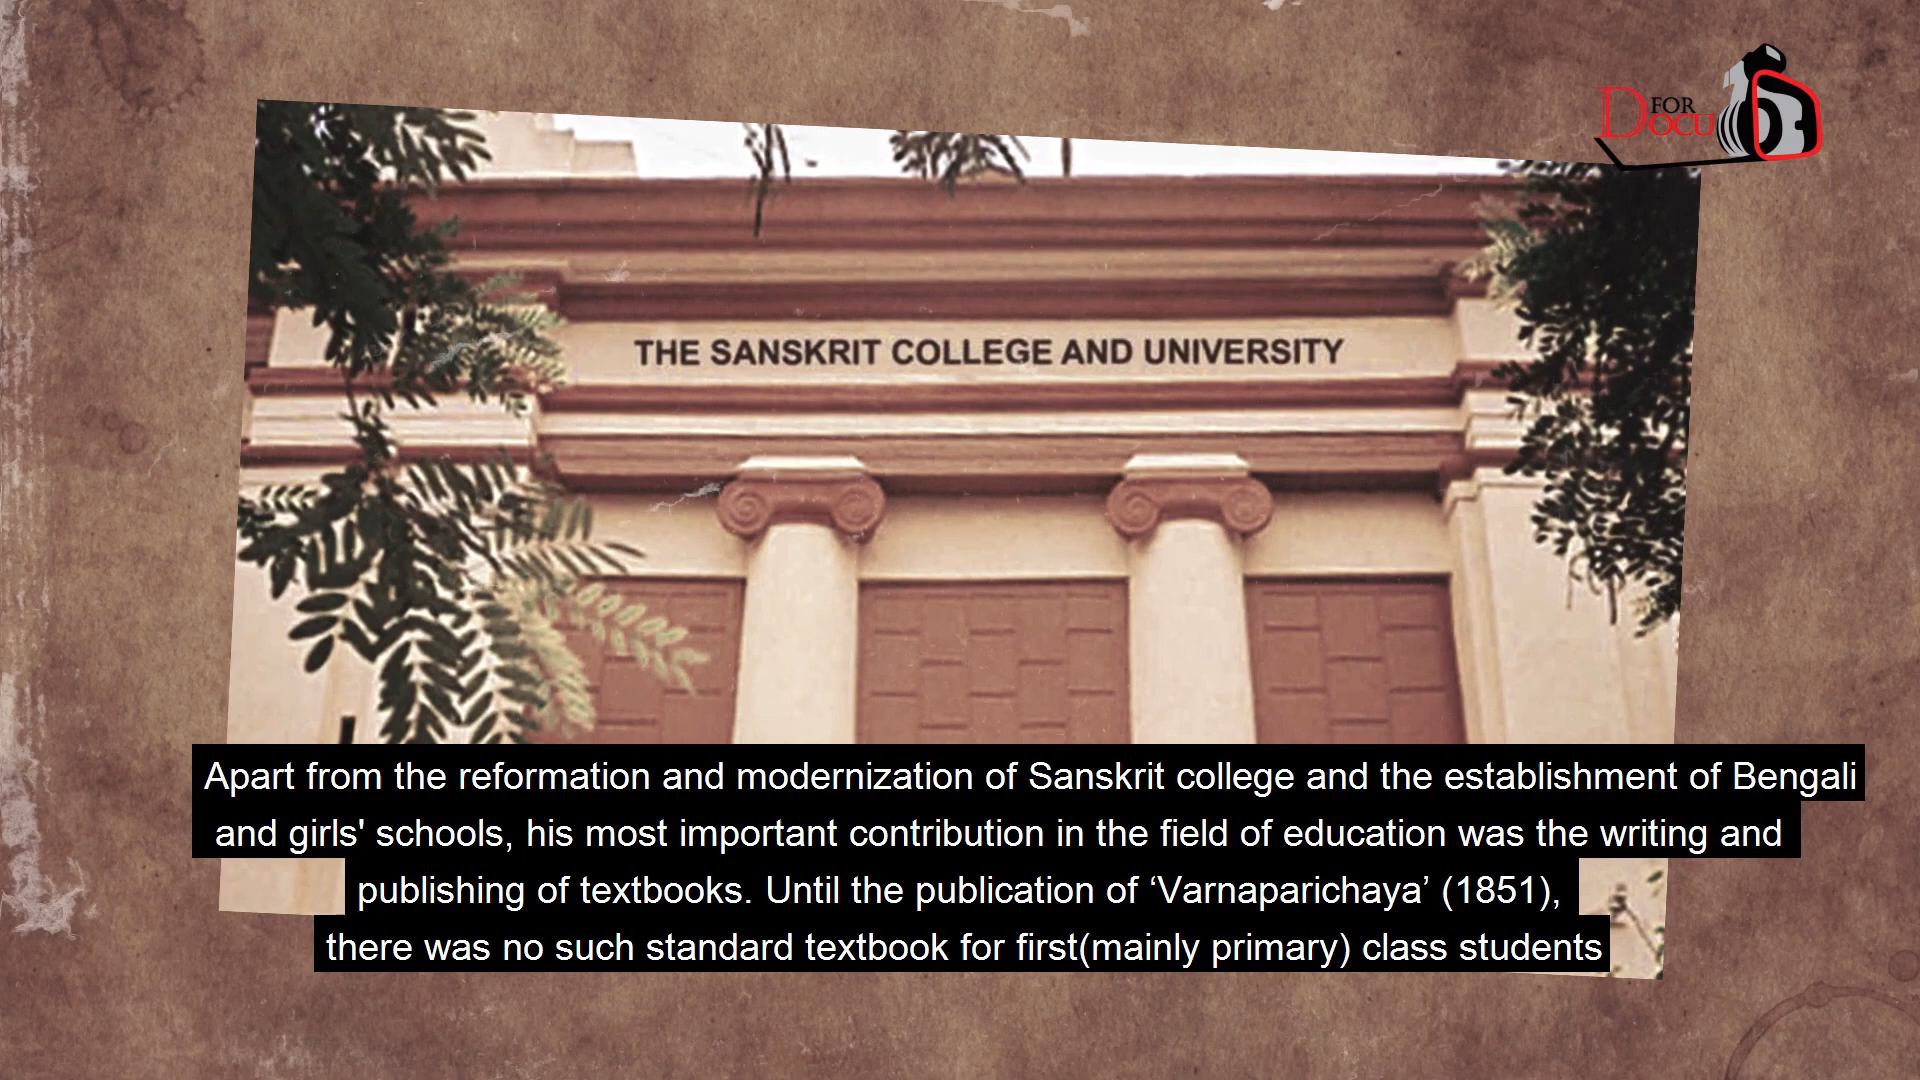 D FOR
OCU
THE SANSKRIT COLLEGE AND UNIVERSITY
Apart from the reformation and modernization of Sanskrit college and the establishment of Bengali
and girls' schools, his most important contribution in the field of education was the writing and
publishing of textbooks. Until the publication of ‘Varnaparichaya’ (1851),
there was no such standard textbook for first(mainly primary) class students